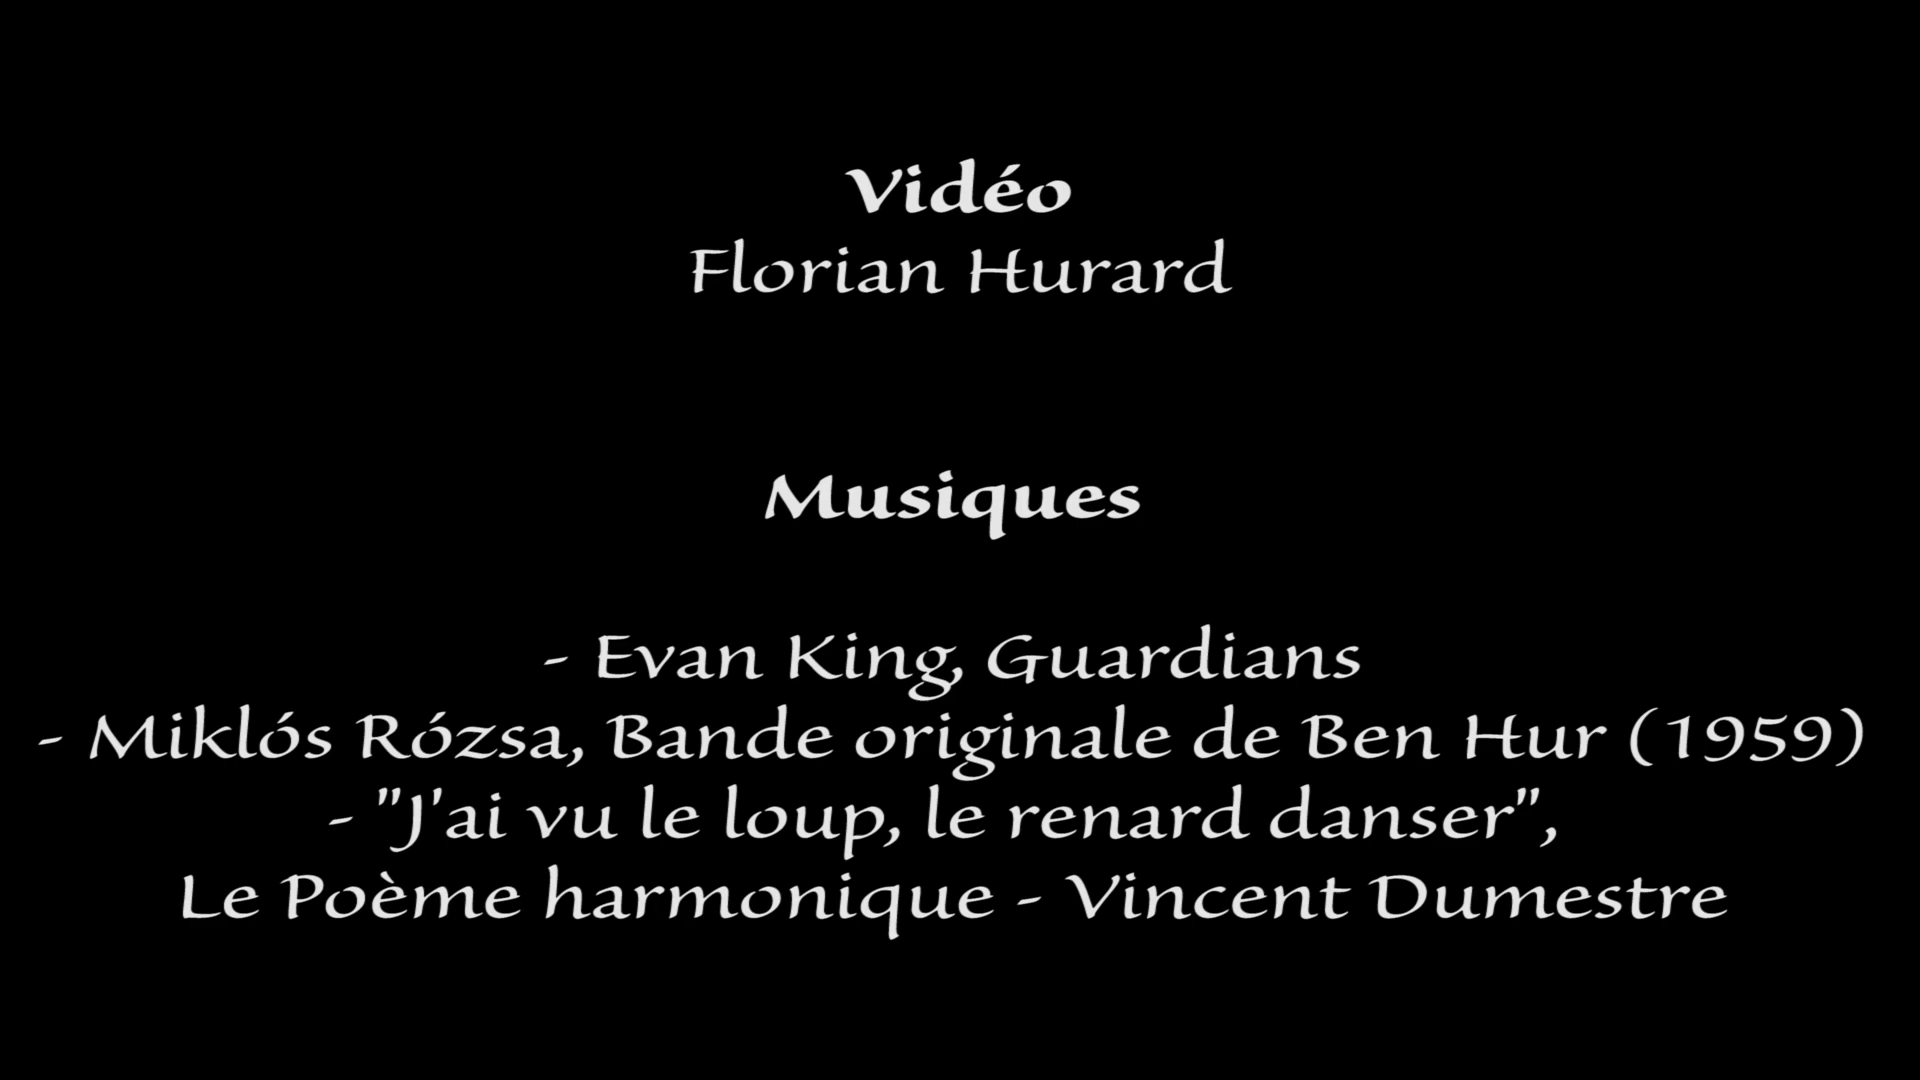 Vidéo
Florian Hurard
Musiques
- Evan King, Guardians
- Miklós Rózsa, Bande originale de Ben Hur (1959)
- "J'ai vu le loup, le renard danser",
Le Poème harmonique - Vincent Dumestre